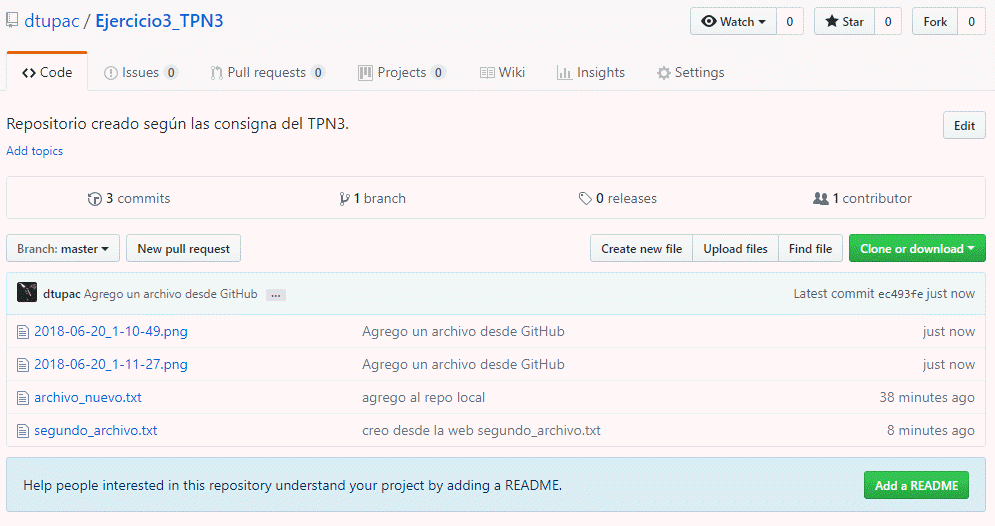 dtupac / Ejercicio3_TPN3
Watch 0 Star 0 Fork 0
Code Issues 0 Pull requests 0 Projects 0 Wiki Insights Settings
Repositorio creado según las consigna del TPN3.
Edit
Add topics
3 commits 1 branch 0 releases 1 contributor
Branch: master New pull request Create new file Upload files Find file Clone or download
dtupac Agrego un archivo desde GitHub ... Latest commit ec493fe just now
2018-06-20_1-10-49.png Agrego un archivo desde GitHub just now
2018-06-20_1-11-27.png Agrego un archivo desde GitHub just now
archivo_nuevo.txt agrego al repo local 38 minutes ago
segundo_archivo.txt creo desde la web segundo_archivo.txt 8 minutes ago
Help people interested in this repository understand your project by adding a README. Add a README